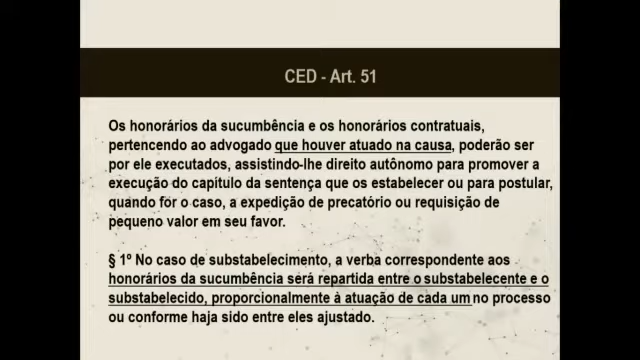 CED - Art. 51
Os honorários da sucumbência e os honorários contratuais,
pertencendo ao advogado que houver atuado na causa, poderão ser
por ele executados, assistindo-lhe direito autônomo para promover a
execução do capítulo da sentença que os estabelecer ou para postular,
quando for o caso, a expedição de precatório ou requisição de
pequeno valor em seu favor.
§ 1º No caso de substabelecimento, a verba correspondente aos
honorários da sucumbência será repartida entre o substabelecente e o
substabelecido, proporcionalmente à atuação de cada um no processo
ou conforme haja sido entre eles ajustado.